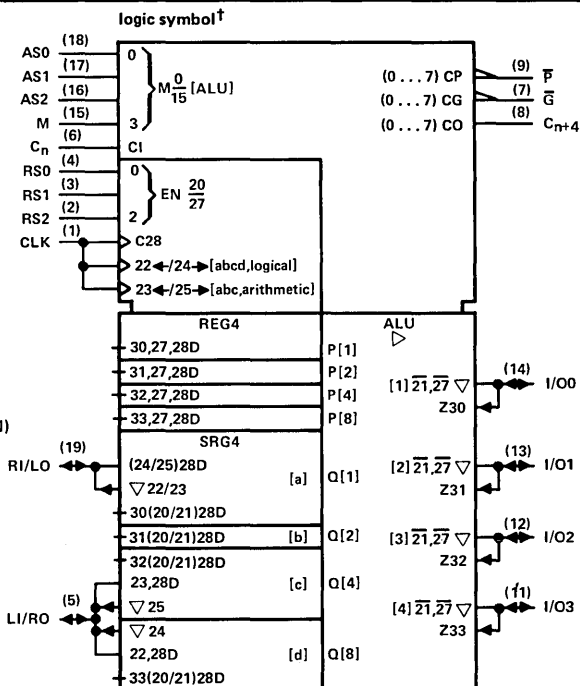 logic symbol†
AS0 (18) 0
AS1 (17)
AS2 (16)
M (15) 3
M 0/15 [ALU]
Cn (6) CI
(0 . . . 7) CP (9) P̅
(0 . . . 7) CG (7) G̅
(0 . . . 7) CO (8) Cn+4
RS0 (4) 0
RS1 (3)
RS2 (2) 2
EN 20/27
CLK (1) C28
22←/24→[abcd,logical]
23←/25→[abc,arithmetic]
REG4
30,27,28D P[1]
31,27,28D P[2]
32,27,28D P[4]
33,27,28D P[8]
SRG4
)
RI/LO (19) (24/25)28D
▽22/23
[a] Q[1]
30(20/21)28D
31(20/21)28D [b] Q[2]
32(20/21)28D
23,28D [c] Q[4]
LI/RO (5) ▽25
▽24
22,28D [d] Q[8]
33(20/21)28D
ALU
▷
[1] 2̅1̅,2̅7̅ ▽ (14) I/O0
Z30
[2] 2̅1̅,2̅7̅ ▽ (13) I/O1
Z31
[3] 2̅1̅,2̅7̅ ▽ (12) I/O2
Z32
[4] 2̅1̅,2̅7̅ ▽ (11) I/O3
Z33